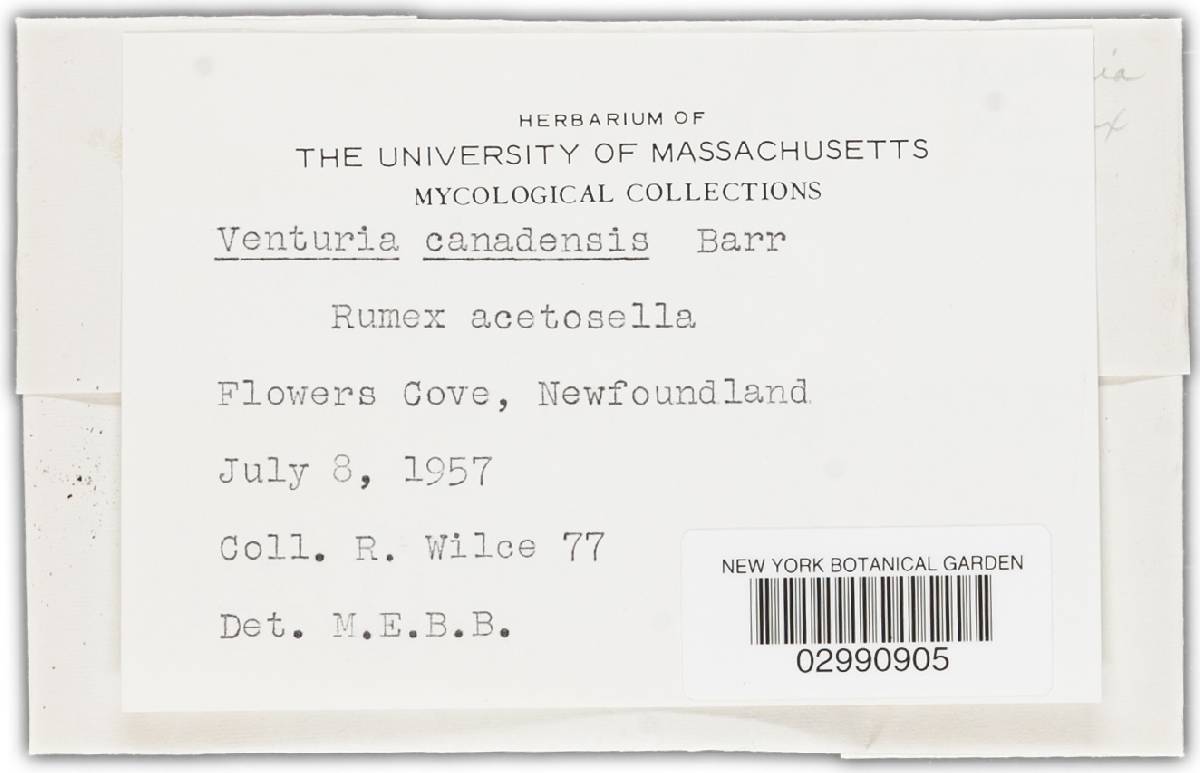 HERBARIUM OF
THE UNIVERSITY OF MASSACHUSETTS
MYCOLOGICAL COLLECTIONS
Venturia canadensis Barr
Rumex acetosella
Flowers Cove, Newfoundland
July 8, 1957
Coll. R. Wilce 77
Det. M.E.B.B.
NEW YORK BOTANICAL GARDEN
02990905